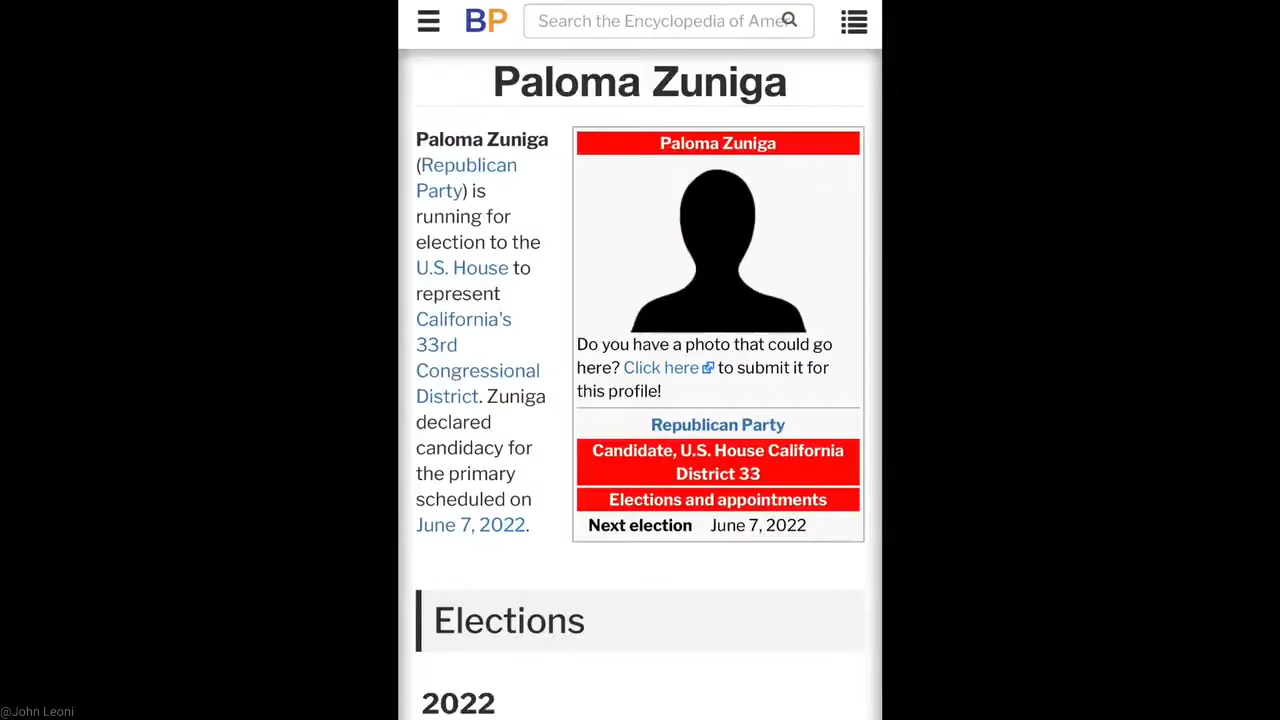 BP
Search the Encyclopedia of Ame
Paloma Zuniga
Paloma Zuniga
(Republican
Party) is
running for
election to the
U.S. House to
represent
California's
33rd
Congressional
District. Zuniga
declared
candidacy for
the primary
scheduled on
June 7, 2022.
Paloma Zuniga
Do you have a photo that could go
here? Click here to submit it for
this profile!
Republican Party
Candidate, U.S. House California
District 33
Elections and appointments
Next election June 7, 2022
Elections
2022
@John Leoni